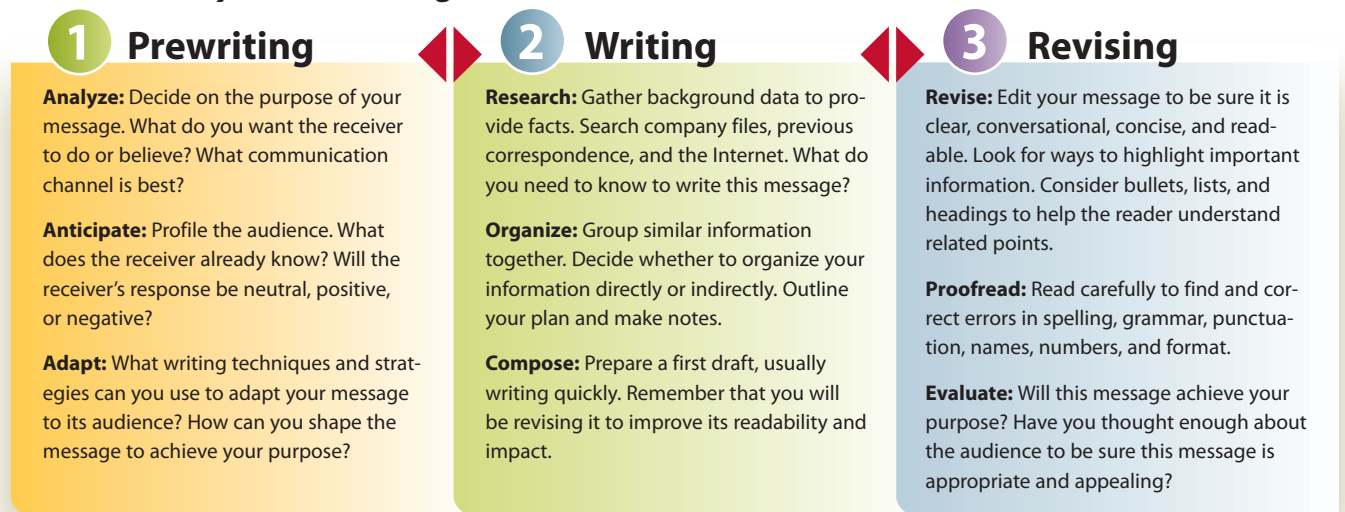 1 Prewriting
Analyze: Decide on the purpose of your
message. What do you want the receiver
to do or believe? What communication
channel is best?
Anticipate: Profile the audience. What
does the receiver already know? Will the
receiver’s response be neutral, positive,
or negative?
Adapt: What writing techniques and strat-
egies can you use to adapt your message
to its audience? How can you shape the
message to achieve your purpose?
2 Writing
Research: Gather background data to pro-
vide facts. Search company files, previous
correspondence, and the Internet. What do
you need to know to write this message?
Organize: Group similar information
together. Decide whether to organize your
information directly or indirectly. Outline
your plan and make notes.
Compose: Prepare a first draft, usually
writing quickly. Remember that you will
be revising it to improve its readability and
impact.
3 Revising
Revise: Edit your message to be sure it is
clear, conversational, concise, and read-
able. Look for ways to highlight important
information. Consider bullets, lists, and
headings to help the reader understand
related points.
Proofread: Read carefully to find and cor-
rect errors in spelling, grammar, punctua-
tion, names, numbers, and format.
Evaluate: Will this message achieve your
purpose? Have you thought enough about
the audience to be sure this message is
appropriate and appealing?